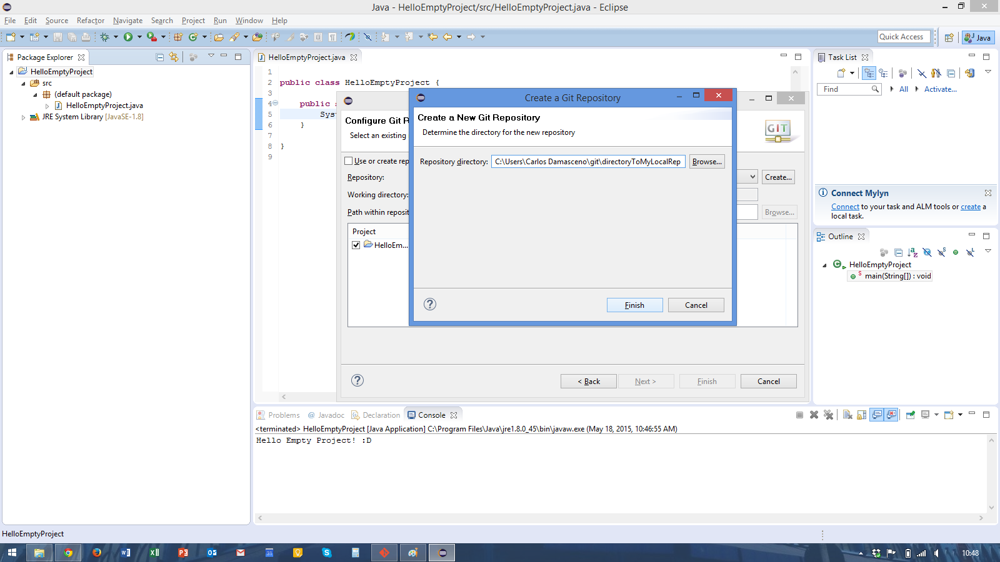 Java - HelloEmptyProject/src/HelloEmptyProject.java - Eclipse
File Edit Source Refactor Navigate Search Project Run Window Help
Quick Access
Java
Package Explorer
HelloEmptyProject
src
(default package)
HelloEmptyProject.java
JRE System Library [JavaSE-1.8]
HelloEmptyProject.java
1
2 public class HelloEmptyProject {
3
4 public s
5 Syst
6 }
7
8 }
9
Configure Git R
Select an existing
GIT
Use or create rep
Repository:
Create...
Working directory:
Path within reposit
Browse...
Project
HelloEm...
< Back
Next >
Finish
Cancel
Create a Git Repository
Create a New Git Repository
Determine the directory for the new repository
Repository directory: C:\Users\Carlos Damasceno\git\directoryToMyLocalRep Browse...
Finish
Cancel
Task List
Find
All
Activate...
Connect Mylyn
Connect to your task and ALM tools or create a
local task.
Outline
HelloEmptyProject
main(String[]) : void
Problems @ Javadoc Declaration Console
<terminated> HelloEmptyProject [Java Application] C:\Program Files\Java\jre1.8.0_45\bin\javaw.exe (May 18, 2015, 10:46:55 AM)
Hello Empty Project! :D
HelloEmptyProject
10:48